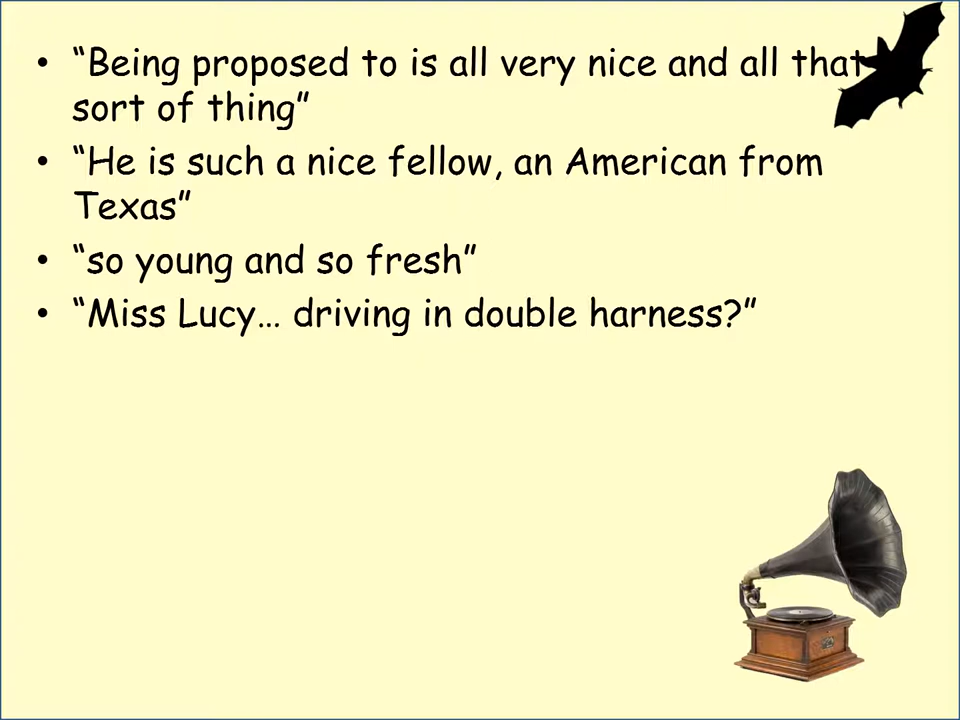 • “Being proposed to is all very nice and all that
sort of thing”
• “He is such a nice fellow, an American from
Texas”
• “so young and so fresh”
• “Miss Lucy… driving in double harness?”